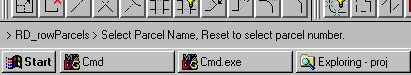 > RD_rowParcels > Select Parcel Name, Reset to select parcel number.
Start Cmd Cmd.exe Exploring - proj